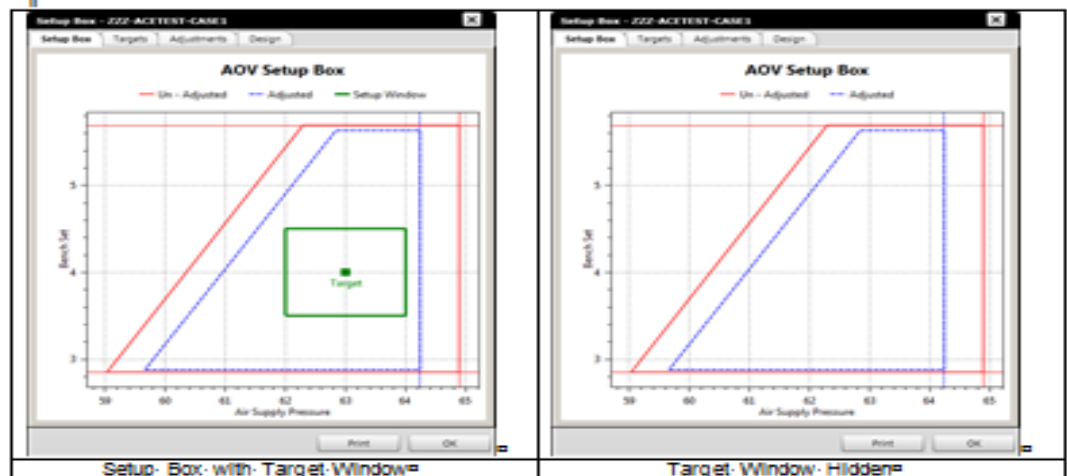 Setup Box - ZZZ-ACETEST-CASE1
Setup Box Targets Adjustments Design
AOV Setup Box
Un - Adjusted Adjusted Setup Window
Bench Set
5
4
3
Target
59 60 61 62 63 64 65
Air Supply Pressure
Print OK
Setup Box with Target Window
Setup Box - ZZZ-ACETEST-CASE1
Setup Box Targets Adjustments Design
AOV Setup Box
Un - Adjusted Adjusted
Bench Set
5
4
3
59 60 61 62 63 64 65
Air Supply Pressure
Print OK
Target Window Hidden